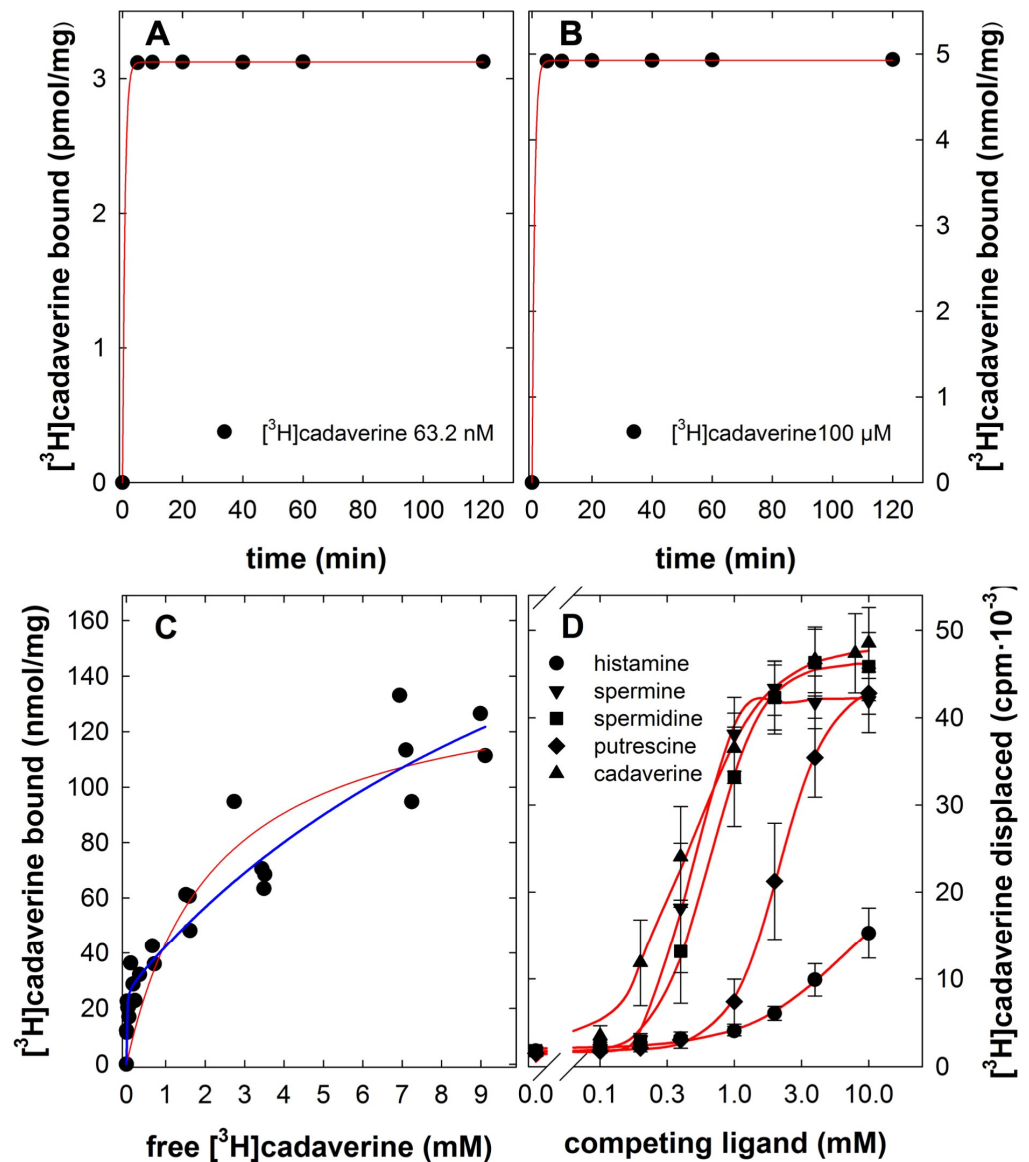 A
[³H]cadaverine bound (pmol/mg)
3
2
1
0
[³H]cadaverine 63.2 nM
0 20 40 60 80 100 120
time (min)
B
[³H]cadaverine bound (nmol/mg)
5
4
3
2
1
0
[³H]cadaverine100 µM
0 20 40 60 80 100 120
time (min)
C
[³H]cadaverine bound (nmol/mg)
160
140
120
100
80
60
40
20
0
0 1 2 3 4 5 6 7 8 9
free [³H]cadaverine (mM)
D
histamine
spermine
spermidine
putrescine
cadaverine
[³H]cadaverine displaced (cpm·10⁻³)
50
40
30
20
10
0
0.0 0.1 0.3 1.0 3.0 10.0
competing ligand (mM)